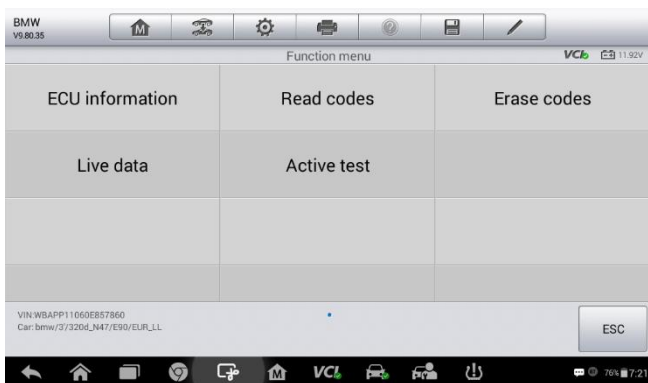 BMW
V9.80.35
M
Function menu
VCI 11.92V
ECU information Read codes Erase codes
Live data Active test
VIN:WBAPP11060E857860
Car:bmw/3'/320d_N47/E90/EUR_LL
ESC
M VCI 76% 7:21